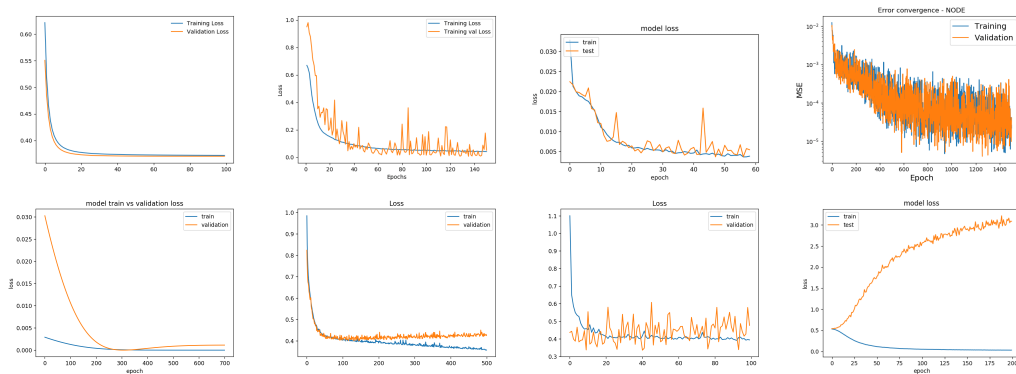 Training Loss
Validation Loss
0.60
0.55
0.50
0.45
0.40
0 20 40 60 80 100
Training Loss
Training val Loss
Loss
1.0
0.8
0.6
0.4
0.2
0.0
0 20 40 60 80 100 120 140
Epochs
model loss
train
test
loss
0.030
0.025
0.020
0.015
0.010
0.005
0 10 20 30 40 50 60
epoch
Error convergence - NODE
Training
Validation
MSE
10⁻²
10⁻³
10⁻⁴
10⁻⁵
0 200 400 600 800 1000 1200 1400
Epoch
model train vs validation loss
train
validation
loss
0.030
0.025
0.020
0.015
0.010
0.005
0.000
0 100 200 300 400 500 600 700
epoch
Loss
train
validation
1.0
0.9
0.8
0.7
0.6
0.5
0.4
0 100 200 300 400 500
Loss
train
validation
1.1
1.0
0.9
0.8
0.7
0.6
0.5
0.4
0.3
0 20 40 60 80 100
model loss
train
test
loss
3.0
2.5
2.0
1.5
1.0
0.5
0.0
0 25 50 75 100 125 150 175 200
epoch